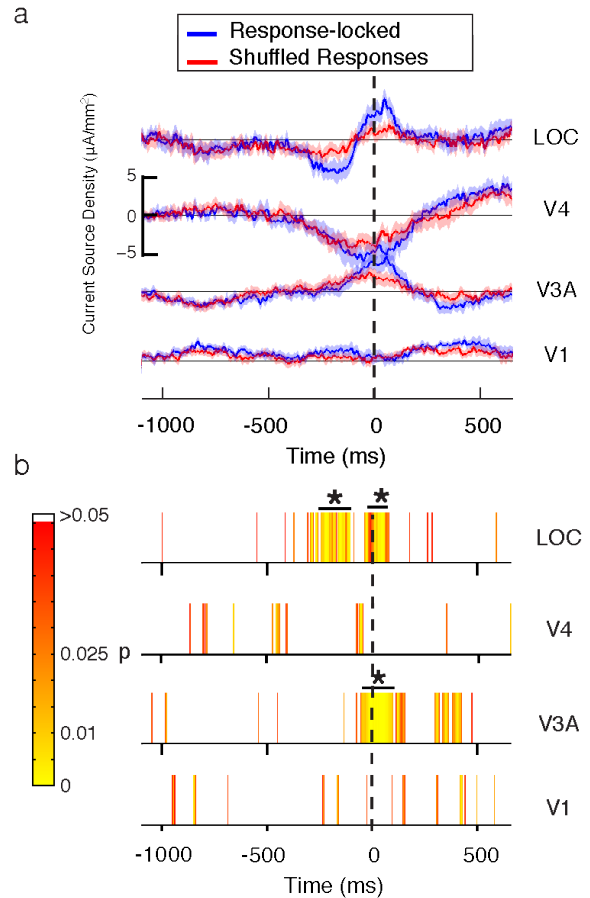 a
Response-locked
Shuffled Responses
Current Source Density (µA/mm²)
LOC
5
0
−5
V4
V3A
V1
-1000 -500 0 500
Time (ms)
b
>0.05
0.025
0.01
0
p
* *
LOC
V4
*
V3A
V1
-1000 -500 0 500
Time (ms)